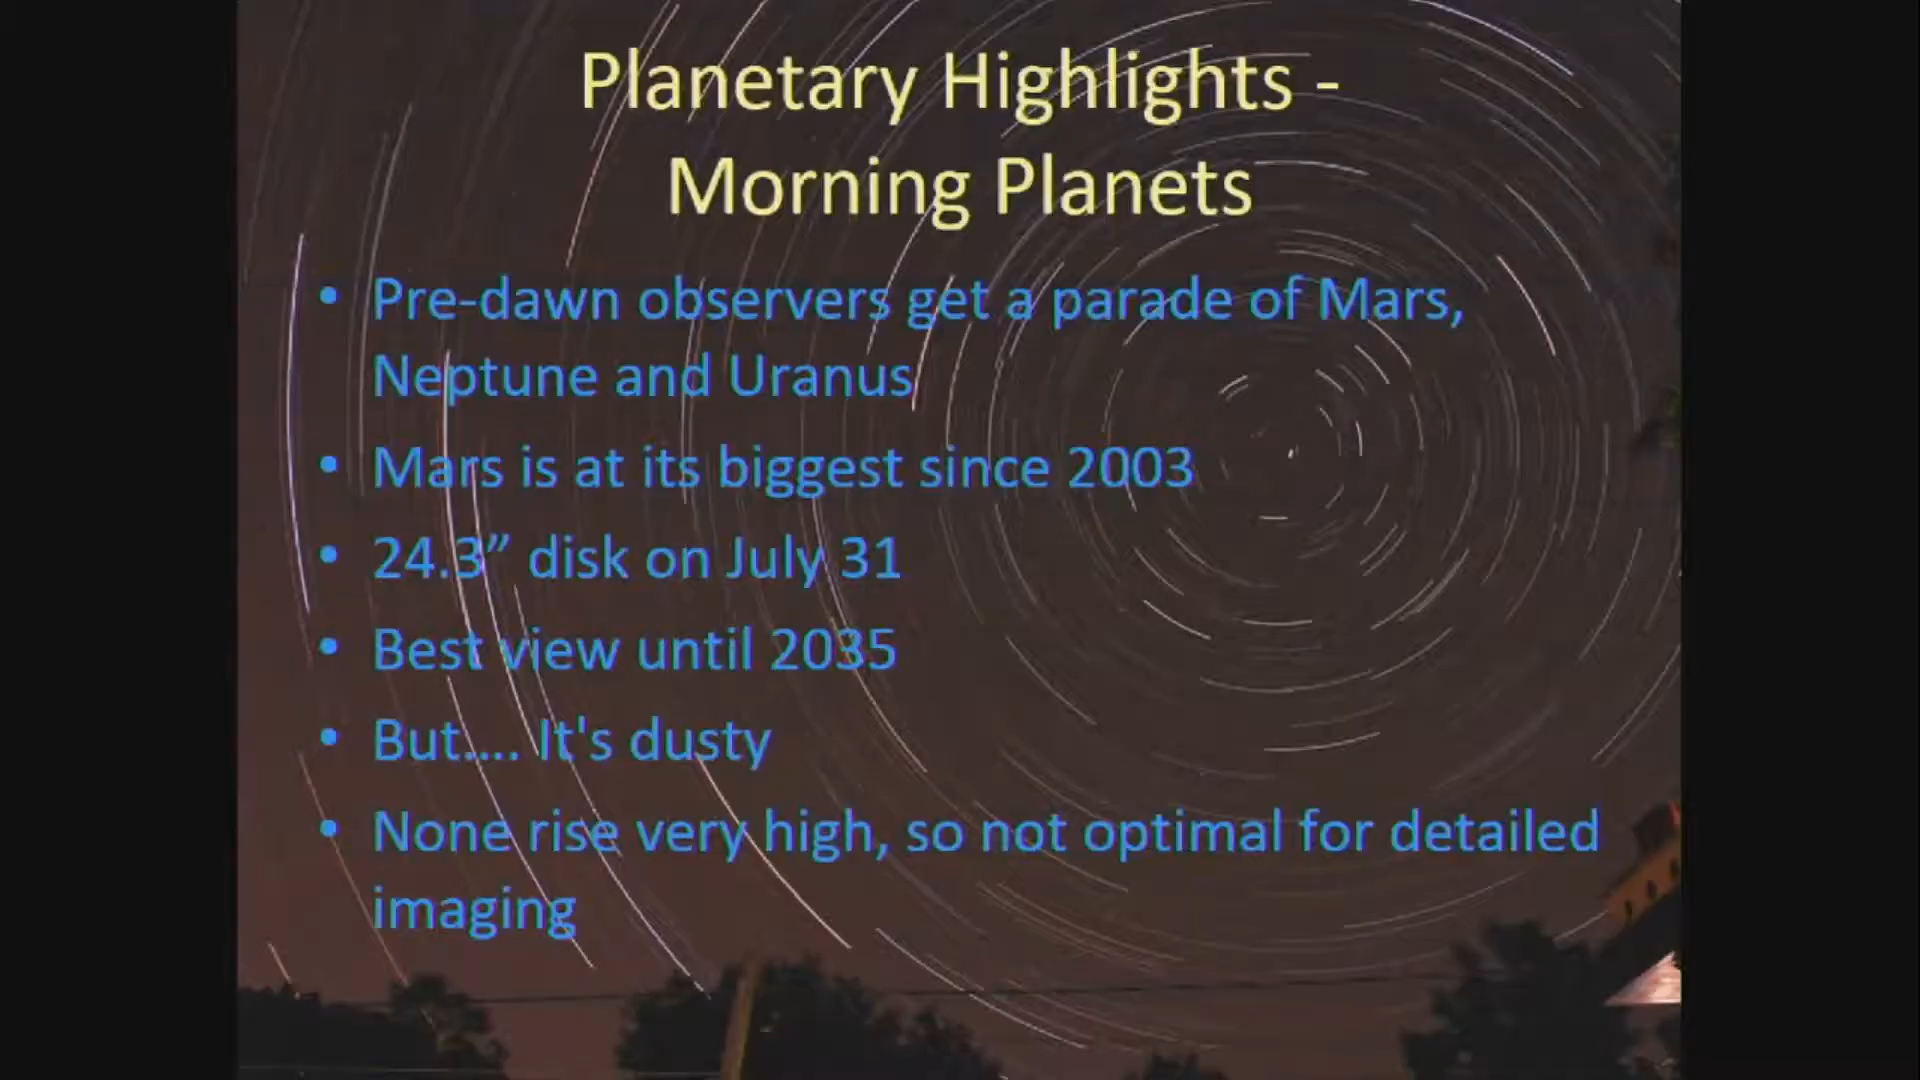 Planetary Highlights -
Morning Planets
• Pre-dawn observers get a parade of Mars,
Neptune and Uranus
• Mars is at its biggest since 2003
• 24.3” disk on July 31
• Best view until 2035
• But.... It's dusty
• None rise very high, so not optimal for detailed
imaging